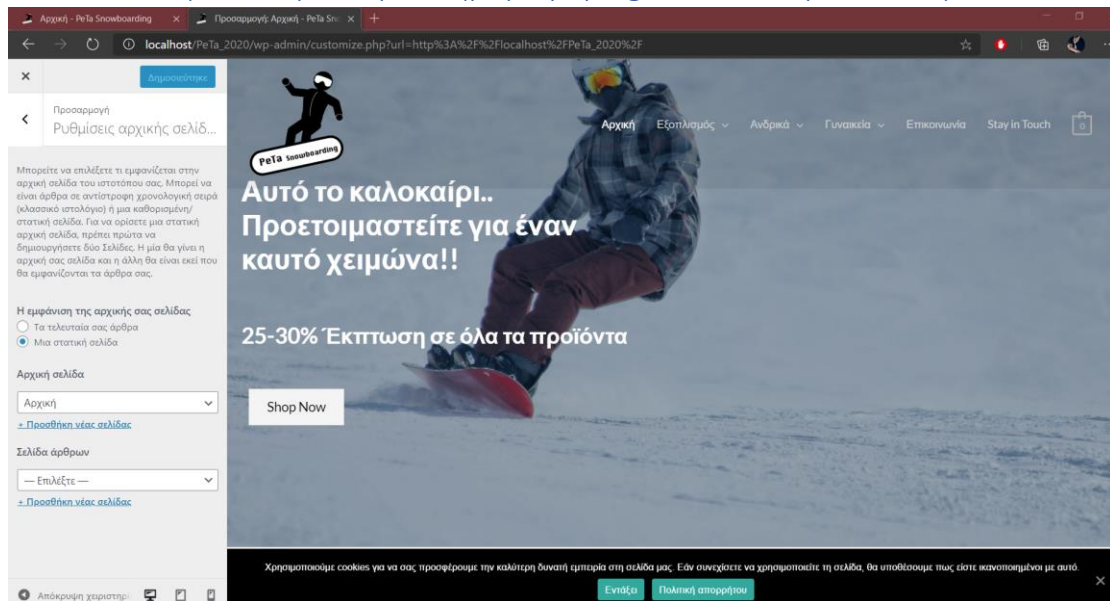 Αρχική - PeTa Snowboarding
Προσαρμογή: Αρχική - PeTa Sn
localhost/PeTa_2020/wp-admin/customize.php?url=http%3A%2F%2Flocalhost%2FPeTa_2020%2F
Δημοσιεύτηκε
Προσαρμογή
Ρυθμίσεις αρχικής σελίδ...
Μπορείτε να επιλέξετε τι εμφανίζεται στην
αρχική σελίδα του ιστοτόπου σας. Μπορεί να
είναι άρθρα σε αντίστροφη χρονολογική σειρά
(κλασσικό ιστολόγιο) ή μια καθορισμένη/
στατική σελίδα. Για να ορίσετε μια στατική
αρχική σελίδα, πρέπει πρώτα να
δημιουργήσετε δύο Σελίδες. Η μία θα γίνει η
αρχική σας σελίδα και η άλλη θα είναι εκεί που
θα εμφανίζονται τα άρθρα σας.
Η εμφάνιση της αρχικής σας σελίδας
Τα τελευταία σας άρθρα
Μια στατική σελίδα
Αρχική σελίδα
Αρχική
+ Προσθήκη νέας σελίδας
Σελίδα άρθρων
— Επιλέξτε —
+ Προσθήκη νέας σελίδας
Απόκρυψη χειριστηρί
PeTa Snowboarding
Αρχική Εξοπλισμός Ανδρικά Γυναικεία Επικοινωνία Stay in Touch 0
Αυτό το καλοκαίρι..
Προετοιμαστείτε για έναν
καυτό χειμώνα!!
25-30% Έκπτωση σε όλα τα προϊόντα
Shop Now
Χρησιμοποιούμε cookies για να σας προσφέρουμε την καλύτερη δυνατή εμπειρία στη σελίδα μας. Εάν συνεχίσετε να χρησιμοποιείτε τη σελίδα, θα υποθέσουμε πως είστε ικανοποιημένοι με αυτό.
Εντάξει Πολιτική απορρήτου